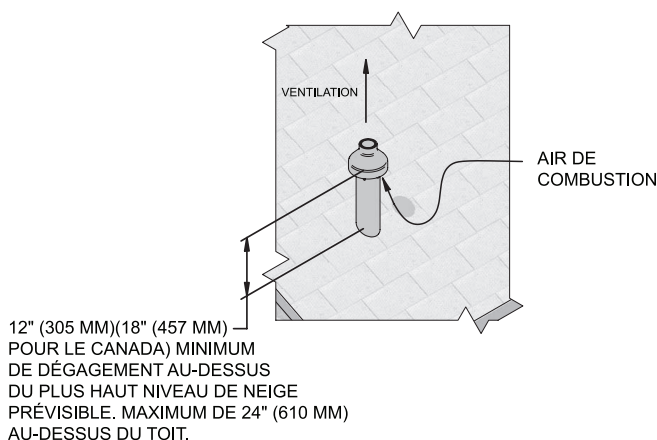 VENTILATION
AIR DE
COMBUSTION
12" (305 MM)(18" (457 MM)
POUR LE CANADA) MINIMUM
DE DÉGAGEMENT AU-DESSUS
DU PLUS HAUT NIVEAU DE NEIGE
PRÉVISIBLE. MAXIMUM DE 24" (610 MM)
AU-DESSUS DU TOIT.